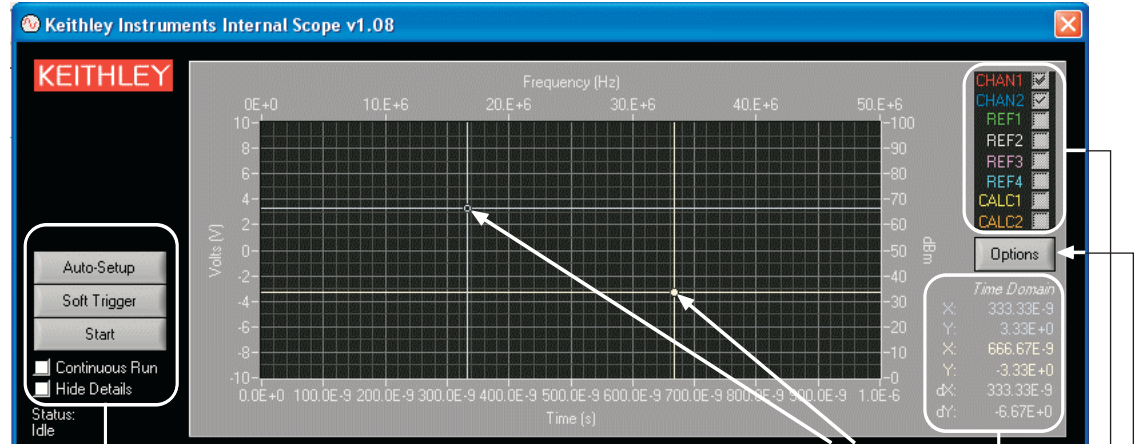 Keithley Instruments Internal Scope v1.08
KEITHLEY
Frequency (Hz)
0E+0 10.E+6 20.E+6 30.E+6 40.E+6 50.E+6
10
8
6
4
2
0
-2
-4
-6
-8
-10
Volts (V)
-100
-90
-80
-70
-60
-50
-40
-30
-20
-10
-0
dBm
0.0E+0 100.0E-9 200.0E-9 300.0E-9 400.0E-9 500.0E-9 600.0E-9 700.0E-9 800.0E-9 900.0E-9 1.0E-6
Time (s)
Auto-Setup
Soft Trigger
Start
Continuous Run
Hide Details
Status:
Idle
CHAN1
CHAN2
REF1
REF2
REF3
REF4
CALC1
CALC2
Options
Time Domain
X: 333.33E-9
Y: 3.33E+0
X: 666.67E-9
Y: -3.33E+0
dX: 333.33E-9
dY: -6.67E+0